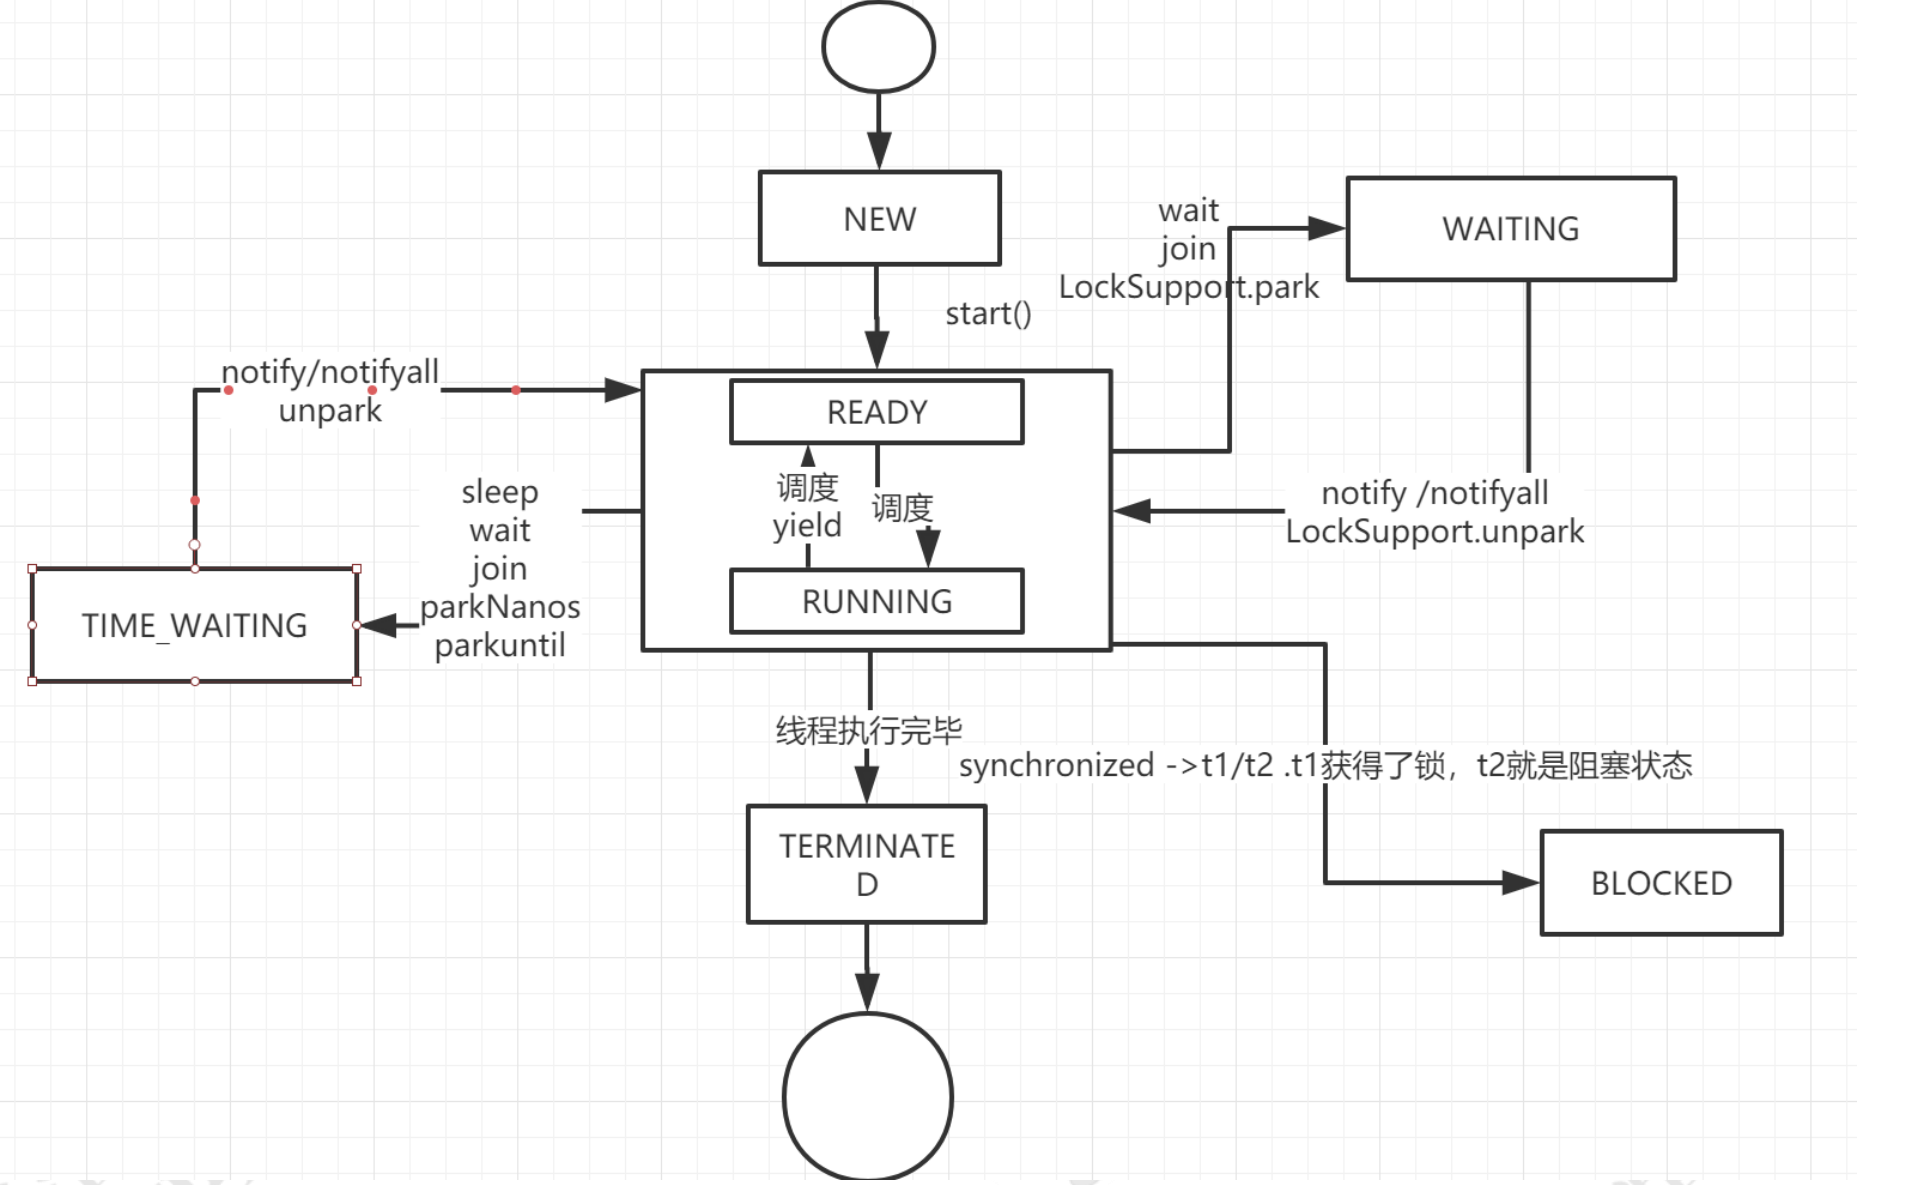 NEW
start()
wait
join
LockSupport.park
WAITING
notify/notifyall
unpark
READY
调度
yield
调度
RUNNING
sleep
wait
join
parkNanos
parkuntil
notify /notifyall
LockSupport.unpark
TIME_WAITING
线程执行完毕
synchronized ->t1/t2 .t1获得了锁，t2就是阻塞状态
TERMINATE
D
BLOCKED